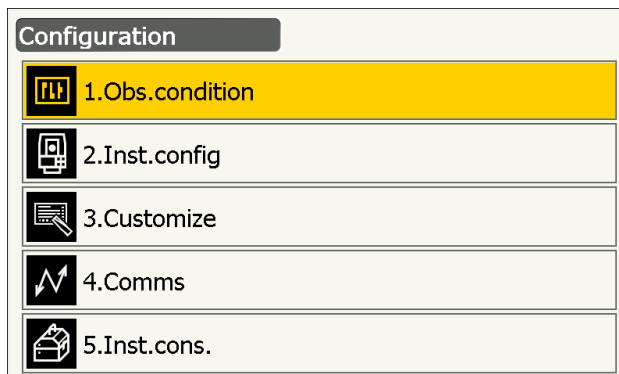 Configuration
1.Obs.condition
2.Inst.config
3.Customize
4.Comms
5.Inst.cons.